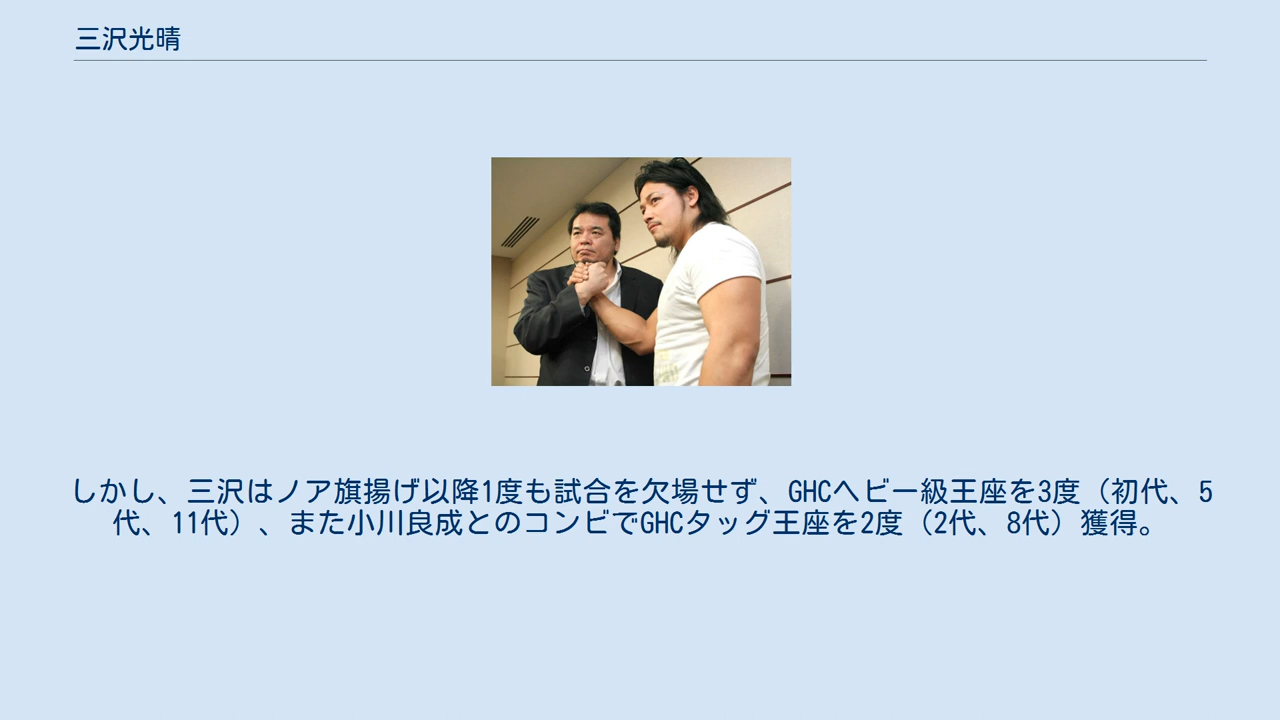 三沢光晴
しかし、三沢はノア旗揚げ以降1度も試合を欠場せず、GHCヘビー級王座を3度（初代、5
代、11代）、また小川良成とのコンビでGHCタッグ王座を2度（2代、8代）獲得。